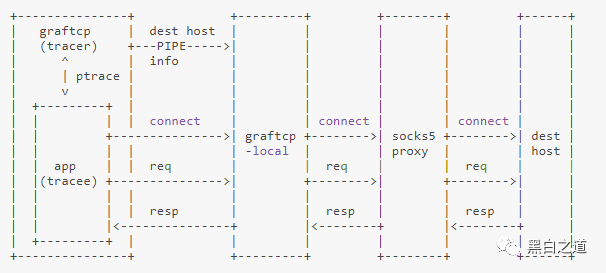 +---------------+             +---------+         +--------+         +------+
|   graftcp     |  dest host  |         |         |        |         |      |
|   (tracer)    +---PIPE----->|         |         |        |         |      |
|      ^        |  info       |         |         |        |         |      |
|      | ptrace |             |         |         |        |         |      |
|      v        |             |         |         |        |         |      |
|  +---------+  |             |         |         |        |         |      |
|  |         |  |  connect    |         | connect |        | connect |      |
|  |         +--------------->| graftcp +-------->| socks5 +-------->| dest |
|  |         |  |             | -local  |         | proxy  |         | host |
|  |  app    |  |  req        |         |  req    |        |  req    |      |
|  |(tracee) +--------------->|         +-------->|        +-------->|      |
|  |         |  |             |         |         |        |         |      |
|  |         |  |  resp       |         |  resp   |        |  resp   |      |
|  |         |<---------------+         |<--------+        |<--------+      |
|  +---------+  |             |         |         |        |         |      |
+---------------+             +---------+         +--------+         +------+
黑白之道